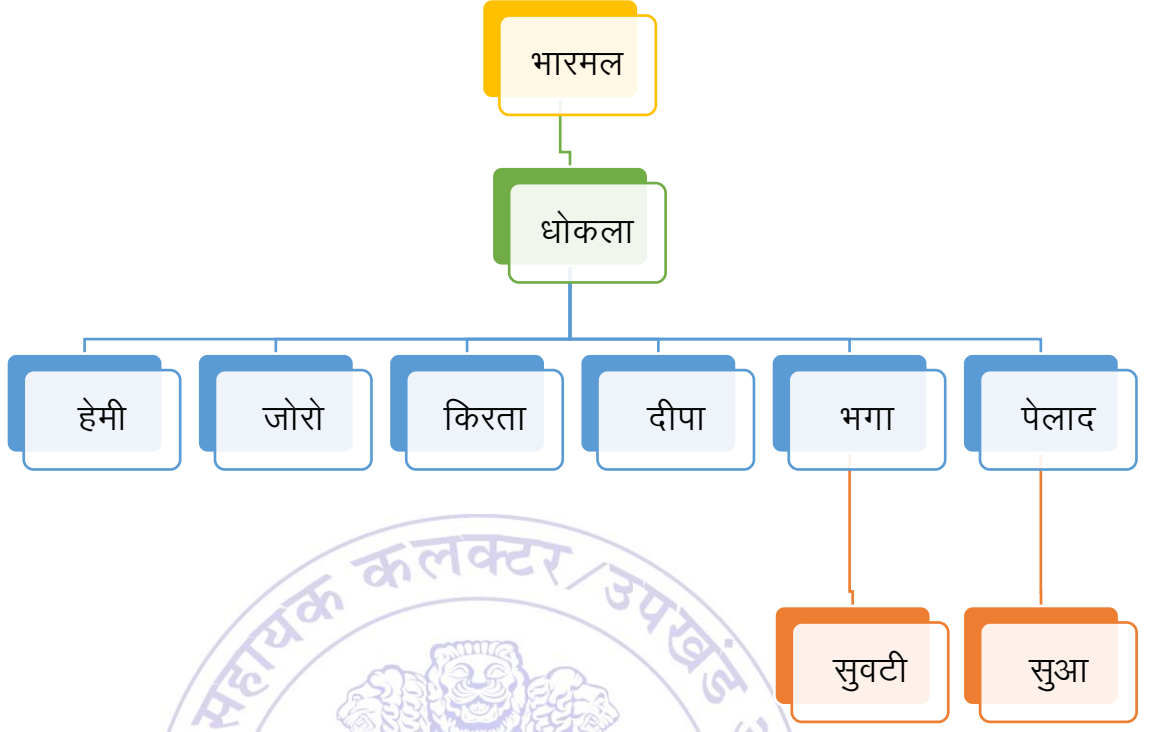 भारमल
धोकला
हेमी जोरो किरता दीपा भगा पेलाद
सुवटी सुआ
सहायक कलक्टर/उपखंड